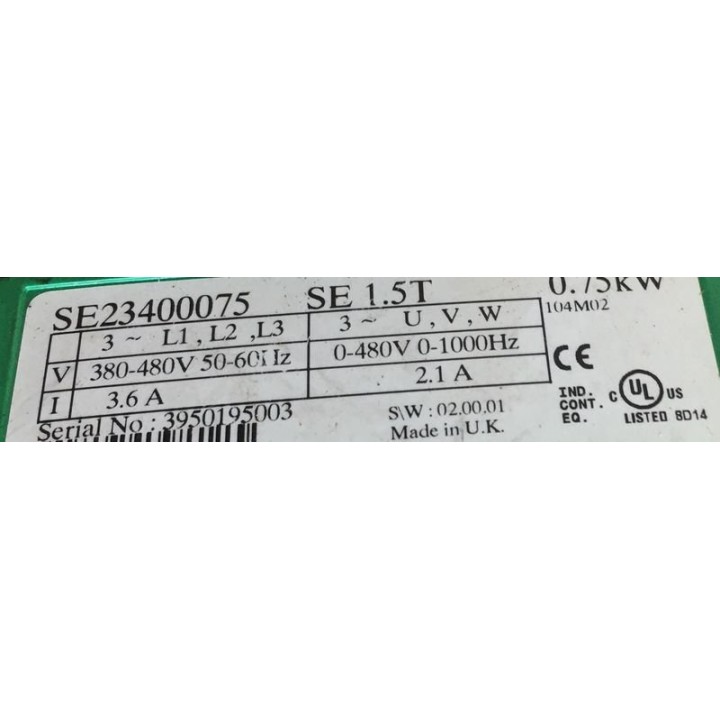 SE23400075 SE 1.5T 0.75kW
3 ~ L1 , L2 , L3 3 ~ U , V , W 104M02
V 380-480V 50-60Hz 0-480V 0-1000Hz CE
I 3.6 A 2.1 A
Serial No : 3950195003 S\W : 02.00.01
Made in U.K.
IND.
CONT.
EQ.
C UL US
LISTED 8D14